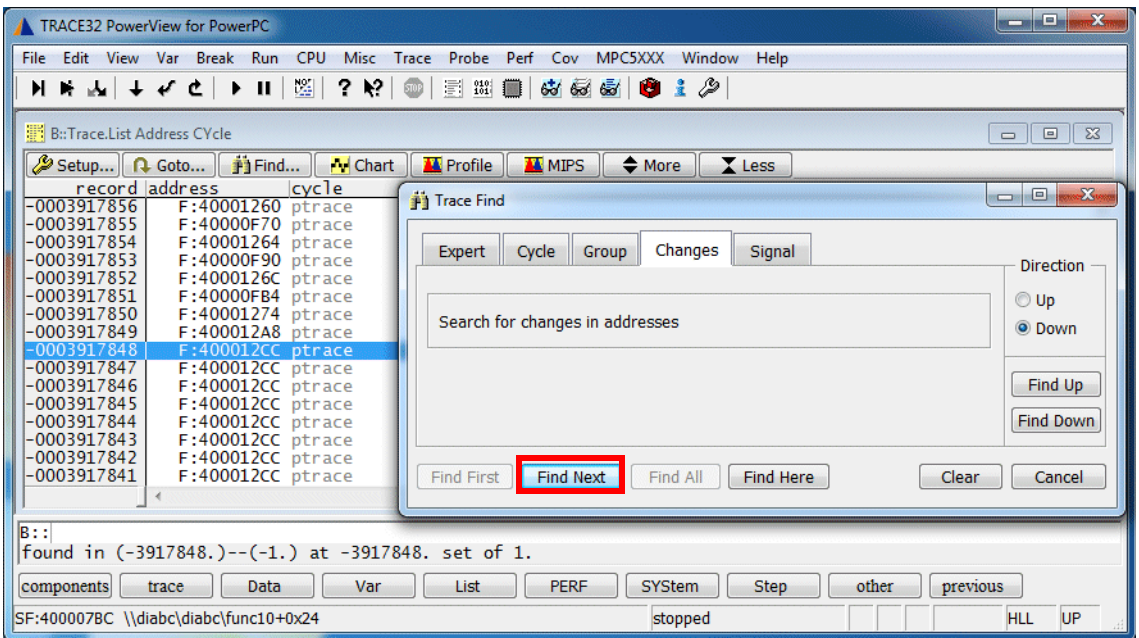 TRACE32 PowerView for PowerPC
File Edit View Var Break Run CPU Misc Trace Probe Perf Cov MPC5XXX Window Help
B::Trace.List Address CYcle
Setup... Goto... Find... Chart Profile MIPS More Less
record address cycle
-0003917856 F:40001260 ptrace
-0003917855 F:40000F70 ptrace
-0003917854 F:40001264 ptrace
-0003917853 F:40000F90 ptrace
-0003917852 F:4000126C ptrace
-0003917851 F:40000FB4 ptrace
-0003917850 F:40001274 ptrace
-0003917849 F:400012A8 ptrace
-0003917848 F:400012CC ptrace
-0003917847 F:400012CC ptrace
-0003917846 F:400012CC ptrace
-0003917845 F:400012CC ptrace
-0003917844 F:400012CC ptrace
-0003917843 F:400012CC ptrace
-0003917842 F:400012CC ptrace
-0003917841 F:400012CC ptrace
Trace Find
Expert Cycle Group Changes Signal
Search for changes in addresses
Direction
Up
Down
Find Up
Find Down
Find First Find Next Find All Find Here Clear Cancel
B::
found in (-3917848.)--(-1.) at -3917848. set of 1.
components trace Data Var List PERF SYStem Step other previous
SF:400007BC \\diabc\diabc\func10+0x24 stopped HLL UP